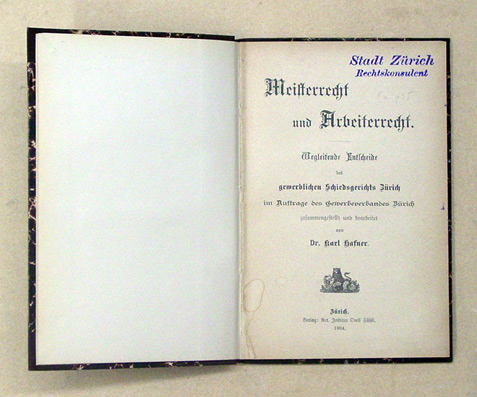 Stadt Zürich
Rechtskonsulent
Meisterrecht
und Arbeiterrecht.
Wegleitende Entscheide
des
gewerblichen Schiedsgerichts Zürich
im Auftrage des Gewerbeverbandes Zürich
zusammengestellt und bearbeitet
von
Dr. Karl Hafner.
Zürich.
Verlag: Art. Institut Orell Füßli.
1904.